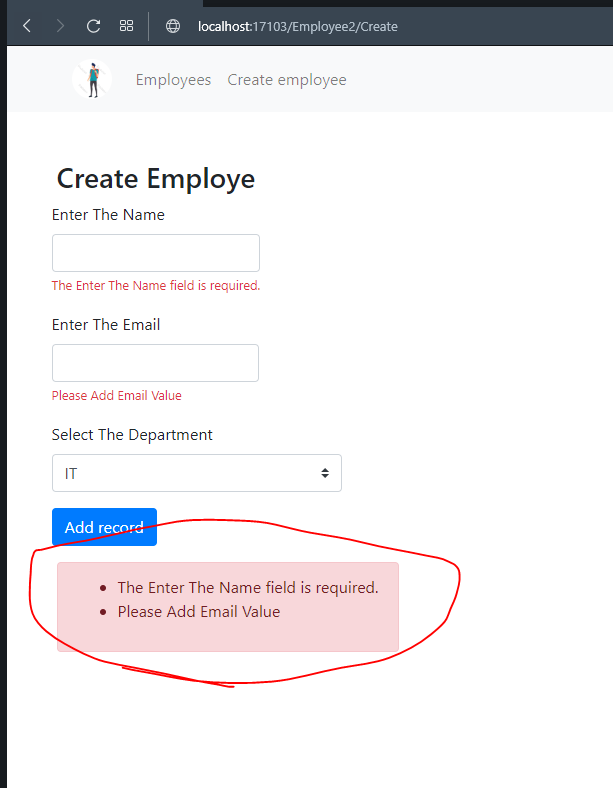 localhost:17103/Employee2/Create
Employees Create employee
Create Employe
Enter The Name
The Enter The Name field is required.
Enter The Email
Please Add Email Value
Select The Department
IT
Add record
The Enter The Name field is required.
Please Add Email Value